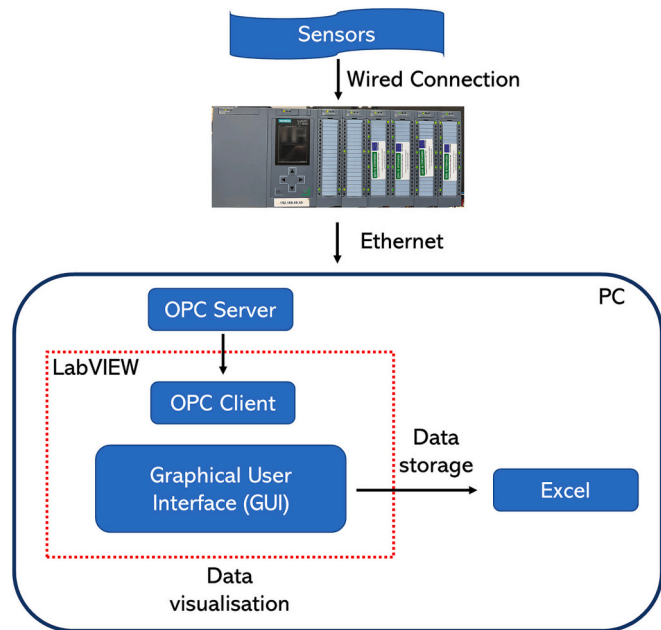 Sensors
Wired Connection
SIEMENS
Ethernet
PC
OPC Server
LabVIEW
OPC Client
Graphical User
Interface (GUI)
Data
storage
Excel
Data
visualisation